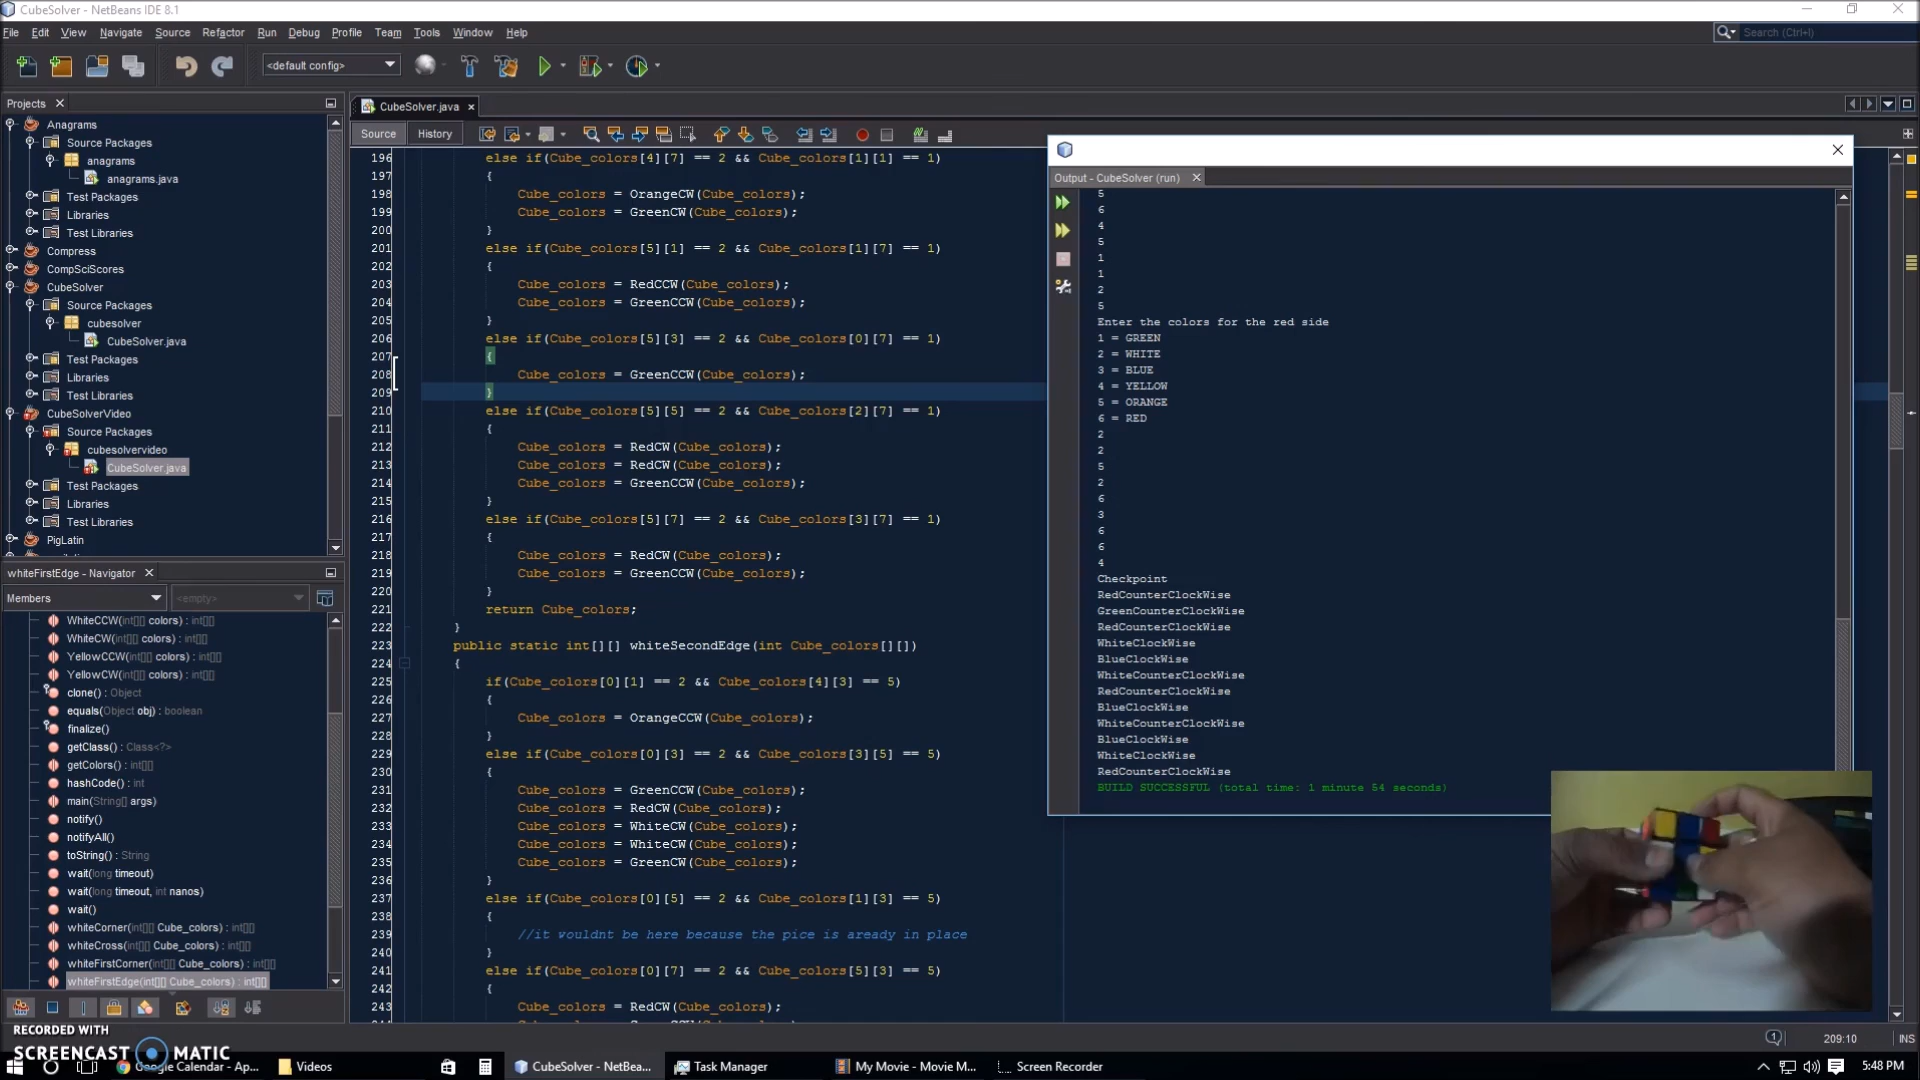 CubeSolver - NetBeans IDE 8.1
File Edit View Navigate Source Refactor Run Debug Profile Team Tools Window Help
Search (Ctrl+I)
<default config>
Projects
Anagrams
Source Packages
anagrams
anagrams.java
Test Packages
Libraries
Test Libraries
Compress
CompSciScores
CubeSolver
Source Packages
cubesolver
CubeSolver.java
Test Packages
Libraries
Test Libraries
CubeSolverVideo
Source Packages
cubesolvervideo
CubeSolver.java
Test Packages
Libraries
Test Libraries
PigLatin
whiteFirstEdge - Navigator
Members <empty>
WhiteCCW(int[][] colors) : int[][]
WhiteCW(int[][] colors) : int[][]
YellowCCW(int[][] colors) : int[][]
YellowCW(int[][] colors) : int[][]
clone() : Object
equals(Object obj) : boolean
finalize()
getClass() : Class<?>
getColors() : int[][]
hashCode() : int
main(String[] args)
notify()
notifyAll()
toString() : String
wait(long timeout)
wait(long timeout, int nanos)
wait()
whiteCorner(int[][] Cube_colors) : int[][]
whiteCross(int[][] Cube_colors) : int[][]
whiteFirstCorner(int[][] Cube_colors) : int[][]
whiteFirstEdge(int[][] Cube_colors) : int[][]
CubeSolver.java
Source History
196 else if(Cube_colors[4][7] == 2 && Cube_colors[1][1] == 1)
197 {
198 Cube_colors = OrangeCW(Cube_colors);
199 Cube_colors = GreenCW(Cube_colors);
200 }
201 else if(Cube_colors[5][1] == 2 && Cube_colors[1][7] == 1)
202 {
203 Cube_colors = RedCCW(Cube_colors);
204 Cube_colors = GreenCCW(Cube_colors);
205 }
206 else if(Cube_colors[5][3] == 2 && Cube_colors[0][7] == 1)
207 {
208 Cube_colors = GreenCCW(Cube_colors);
209 }
210 else if(Cube_colors[5][5] == 2 && Cube_colors[2][7] == 1)
211 {
212 Cube_colors = RedCW(Cube_colors);
213 Cube_colors = RedCW(Cube_colors);
214 Cube_colors = GreenCCW(Cube_colors);
215 }
216 else if(Cube_colors[5][7] == 2 && Cube_colors[3][7] == 1)
217 {
218 Cube_colors = RedCW(Cube_colors);
219 Cube_colors = GreenCCW(Cube_colors);
220 }
221 return Cube_colors;
222 }
223 public static int[][] whiteSecondEdge(int Cube_colors[][])
224 {
225 if(Cube_colors[0][1] == 2 && Cube_colors[4][3] == 5)
226 {
227 Cube_colors = OrangeCCW(Cube_colors);
228 }
229 else if(Cube_colors[0][3] == 2 && Cube_colors[3][5] == 5)
230 {
231 Cube_colors = GreenCCW(Cube_colors);
232 Cube_colors = RedCW(Cube_colors);
233 Cube_colors = WhiteCW(Cube_colors);
234 Cube_colors = WhiteCW(Cube_colors);
235 Cube_colors = GreenCW(Cube_colors);
236 }
237 else if(Cube_colors[0][5] == 2 && Cube_colors[1][3] == 5)
238 {
239 //it wouldnt be here because the pice is aready in place
240 }
241 else if(Cube_colors[0][7] == 2 && Cube_colors[5][3] == 5)
242 {
243 Cube_colors = RedCW(Cube_colors);
Output - CubeSolver (run)
5
6
4
5
1
1
2
5
Enter the colors for the red side
1 = GREEN
2 = WHITE
3 = BLUE
4 = YELLOW
5 = ORANGE
6 = RED
2
2
5
2
6
3
6
6
4
Checkpoint
RedCounterClockWise
GreenCounterClockWise
RedCounterClockWise
WhiteClockWise
BlueClockWise
WhiteCounterClockWise
RedCounterClockWise
BlueClockWise
WhiteCounterClockWise
BlueClockWise
WhiteClockWise
RedCounterClockWise
BUILD SUCCESSFUL (total time: 1 minute 54 seconds)
209:10 INS
RECORDED WITH
SCREENCAST MATIC
Google Calendar - Ap... Videos CubeSolver - NetBea... Task Manager My Movie - Movie M... Screen Recorder 5:48 PM